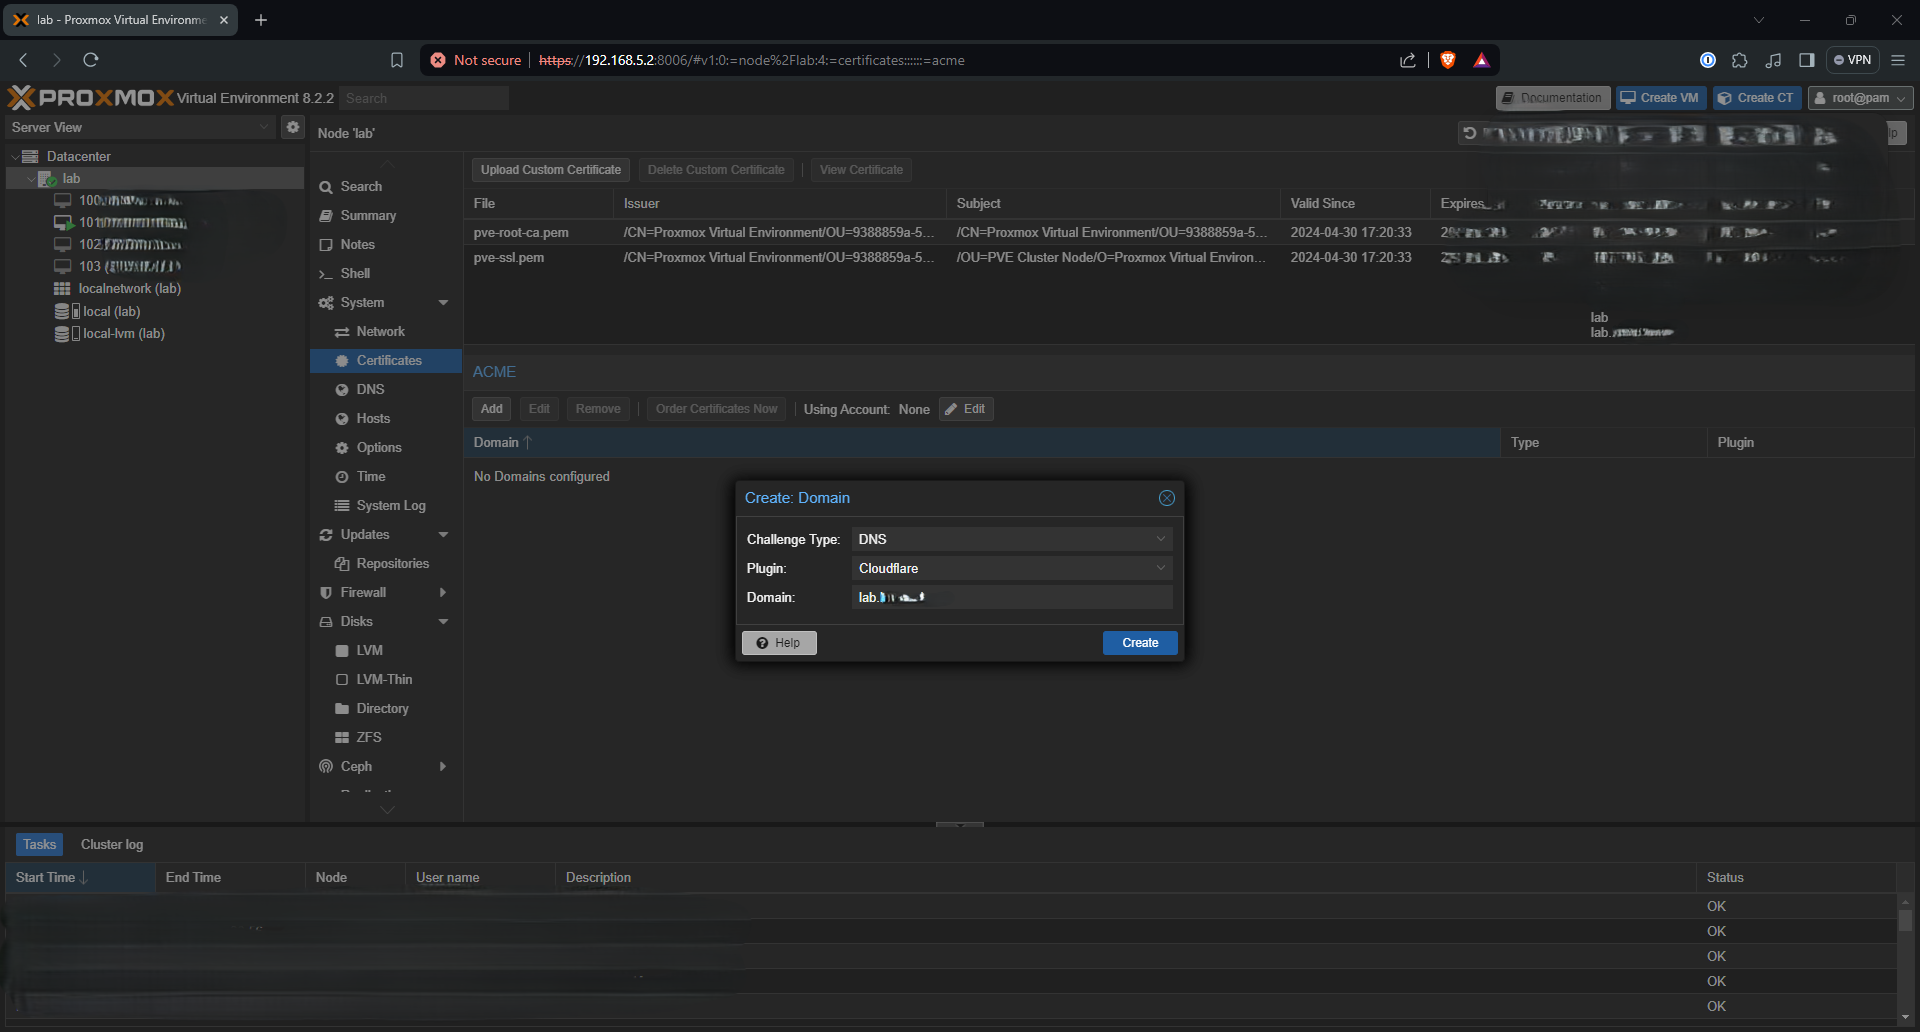 lab - Proxmox Virtual Environme
Not secure https://192.168.5.2:8006/#v1:0:=node%2Flab:4:=certificates::::::=acme VPN
PROXMOX Virtual Environment 8.2.2 Search Documentation Create VM Create CT root@pam
Server View
Node 'lab'
Datacenter
lab
100
101
102
103
localnetwork (lab)
local (lab)
local-lvm (lab)
Search
Summary
Notes
Shell
System
Network
Certificates
DNS
Hosts
Options
Time
System Log
Updates
Repositories
Firewall
Disks
LVM
LVM-Thin
Directory
ZFS
Ceph
Upload Custom Certificate Delete Custom Certificate View Certificate
File Issuer Subject Valid Since Expires
pve-root-ca.pem /CN=Proxmox Virtual Environment/OU=9388859a-5... /CN=Proxmox Virtual Environment/OU=9388859a-5... 2024-04-30 17:20:33
pve-ssl.pem /CN=Proxmox Virtual Environment/OU=9388859a-5... /OU=PVE Cluster Node/O=Proxmox Virtual Environ... 2024-04-30 17:20:33
lab
lab.
ACME
Add Edit Remove Order Certificates Now Using Account: None Edit
Domain Type Plugin
No Domains configured
Create: Domain
Challenge Type: DNS
Plugin: Cloudflare
Domain: lab.
Help Create
Tasks Cluster log
Start Time End Time Node User name Description Status
OK
OK
OK
OK
OK